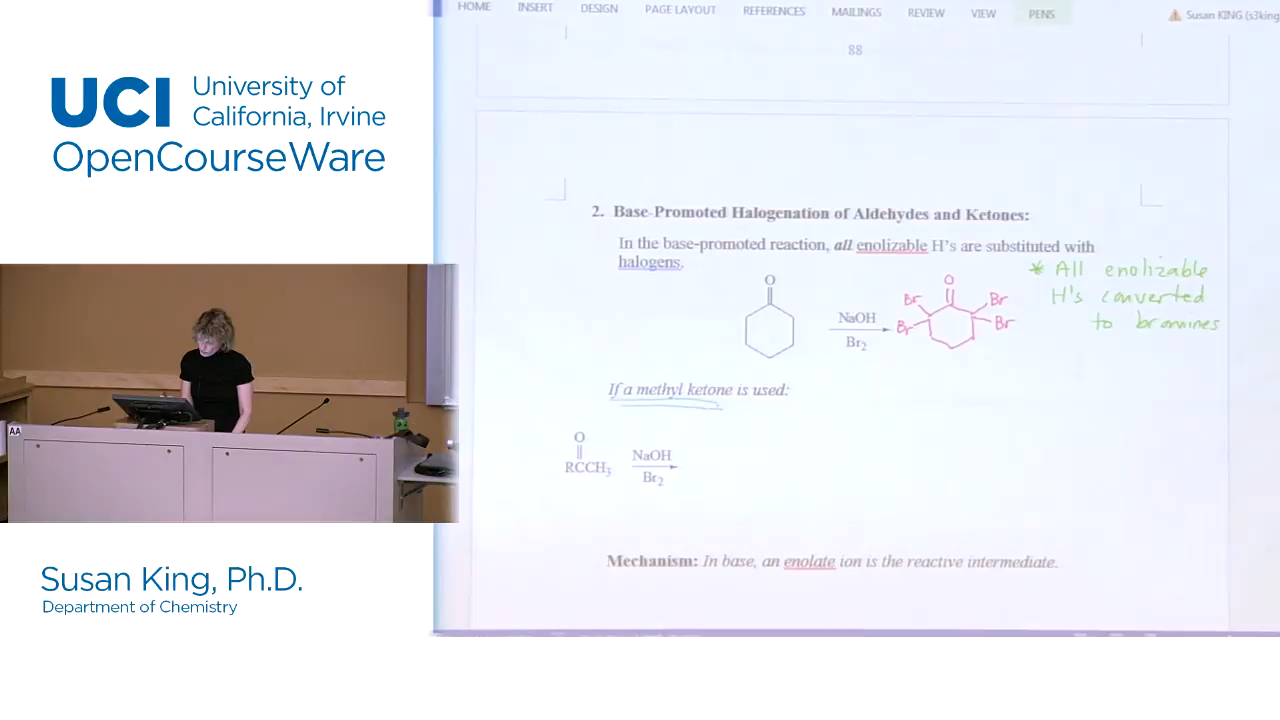 UCI University of
California, Irvine
OpenCourseWare
AA
Susan King, Ph.D.
Department of Chemistry
HOME INSERT DESIGN PAGE LAYOUT REFERENCES MAILINGS REVIEW VIEW PENS Susan KING (s3king
88
2. Base-Promoted Halogenation of Aldehydes and Ketones:
In the base-promoted reaction, all enolizable H's are substituted with
halogens.
O
NaOH
Br2
O
Br
Br
Br
Br
* All enolizable
H's converted
to bromines
If a methyl ketone is used:
O
RCCH3
NaOH
Br2
Mechanism: In base, an enolate ion is the reactive intermediate.